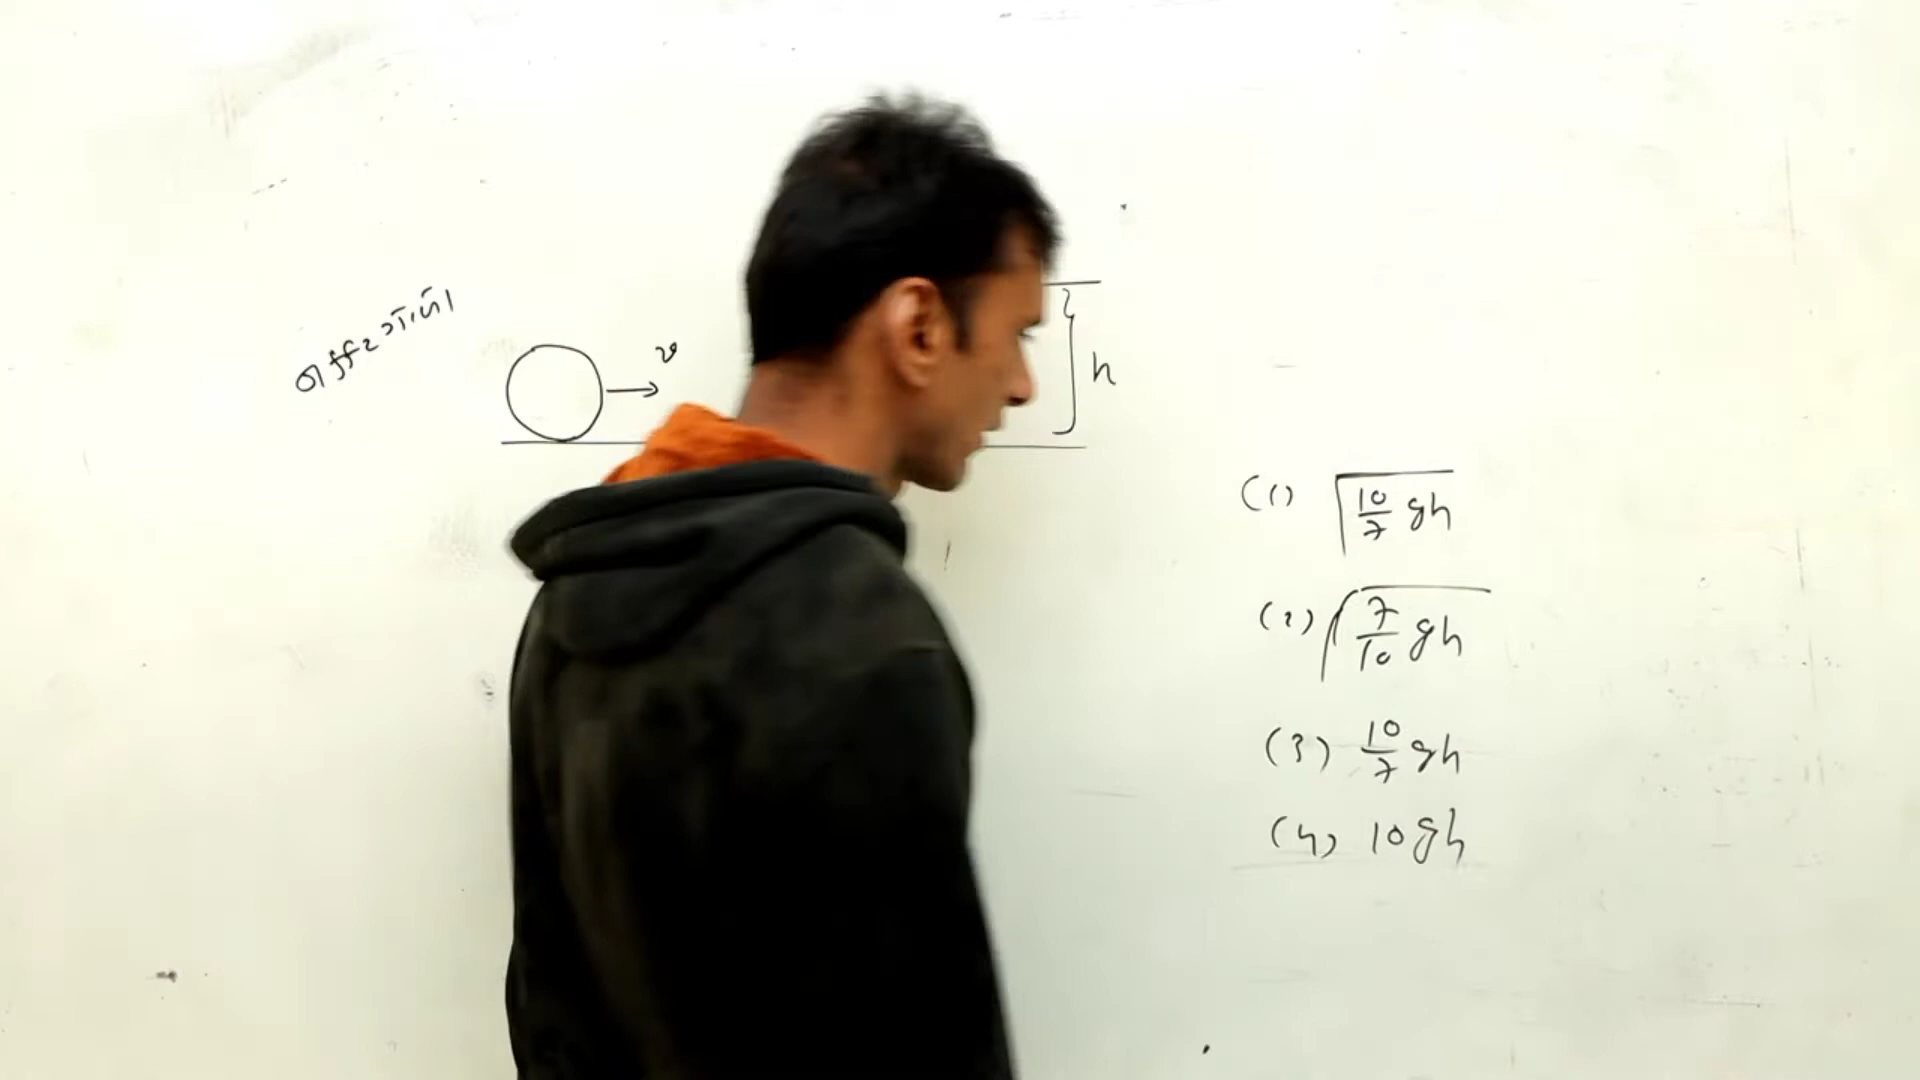 v
h
(1) √(10/7 gh)
(2) √(7/10 gh)
(3) 10/7 gh
(4) 10gh